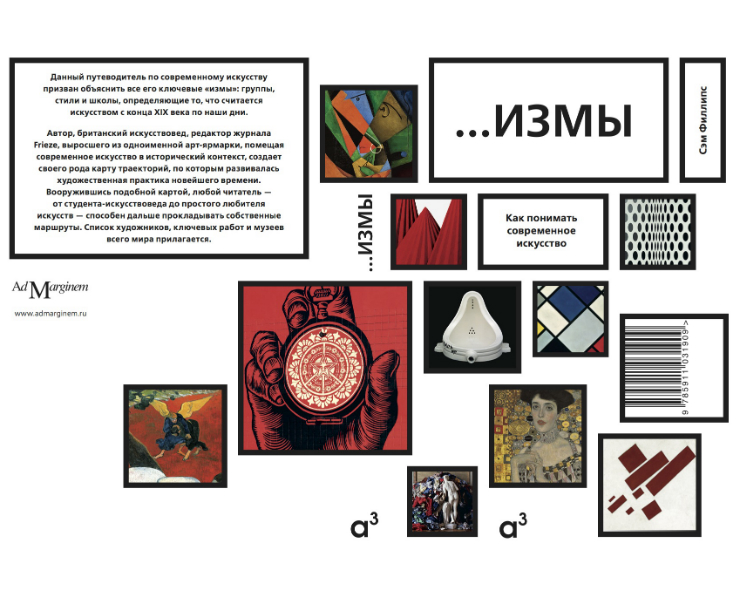 Данный путеводитель по современному искусству
призван объяснить все его ключевые «измы»: группы,
стили и школы, определяющие то, что считается
искусством с конца XIX века по наши дни.
Автор, британский искусствовед, редактор журнала
Frieze, выросшего из одноименной арт-ярмарки, помещая
современное искусство в исторический контекст, создает
своего рода карту траекторий, по которым развивалась
художественная практика новейшего времени.
Вооружившись подобной картой, любой читатель —
от студента-искусствоведа до простого любителя
искусств — способен дальше прокладывать собственные
маршруты. Список художников, ключевых работ и музеев
всего мира прилагается.
Ad Marginem
www.admarginem.ru
...ИЗМЫ
...ИЗМЫ
Сэм Филлипс
Как понимать
современное
искусство
9 785911 031909 >
a3
a3